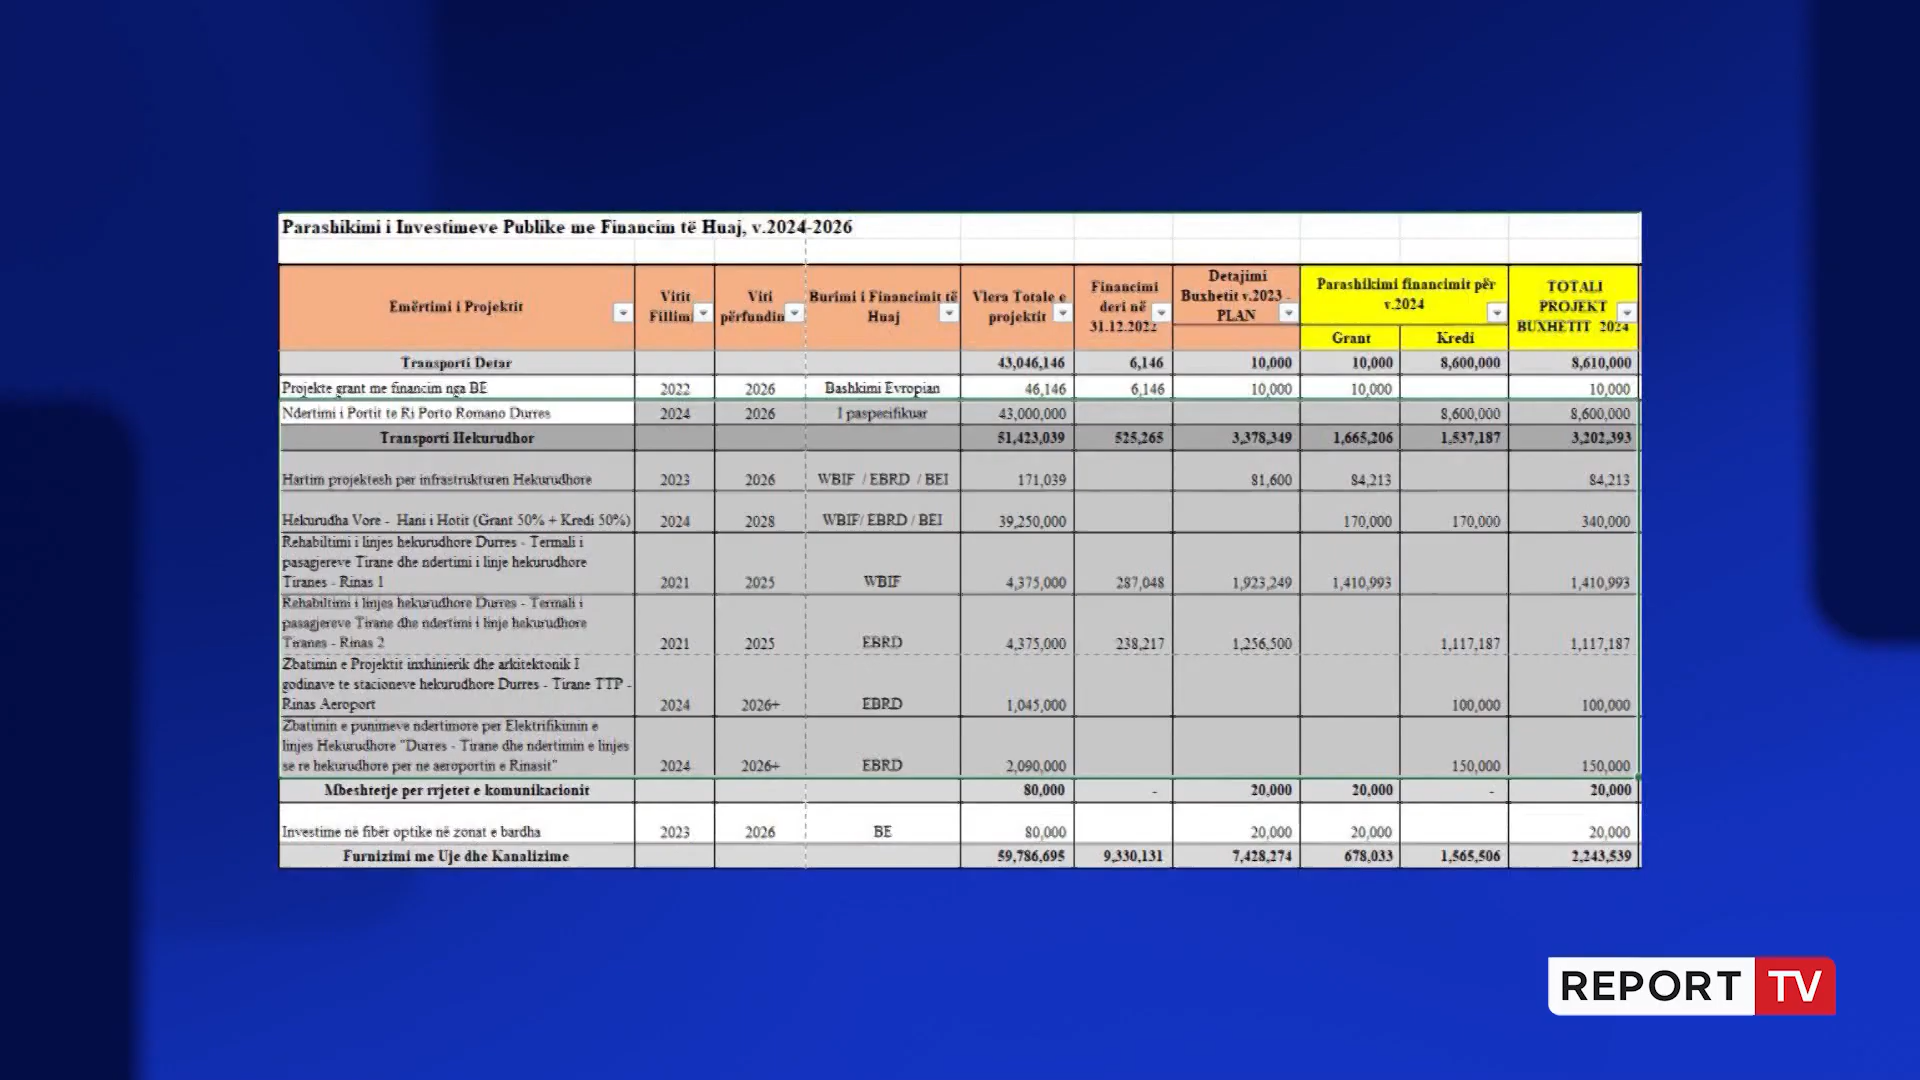 Parashikimi i Investimeve Publike me Financim të Huaj, v.2024-2026
Emërtimi i Projektit
Vitit Fillimi
Viti përfundin
Burimi i Financimit të Huaj
Vlera Totale e projektit
Financimi deri në 31.12.2022
Detajimi Buxhetit v.2023 - PLAN
Parashikimi financimit për v.2024
Grant
Kredi
TOTALI PROJEKT BUXHETIT 2024
Transporti Detar 43,046,146 6,146 10,000 10,000 8,600,000 8,610,000
Projekte grant me financim nga BE 2022 2026 Bashkimi Evropian 46,146 6,146 10,000 10,000 10,000
Ndertimi i Portit te Ri Porto Romano Durres 2024 2026 I paspecifikuar 43,000,000 8,600,000 8,600,000
Transporti Hekurudhor 51,423,039 525,265 3,378,349 1,665,206 1,537,187 3,202,393
Hartim projektesh per infrastrukturen Hekurudhore 2023 2026 WBIF / EBRD / BEI 171,039 81,600 84,213 84,213
Hekurudha Vore - Hani i Hotit (Grant 50% + Kredi 50%) 2024 2028 WBIF/ EBRD / BEI 39,250,000 170,000 170,000 340,000
Rehabiltimi i linjes hekurudhore Durres - Termali i
pasagjereve Tirane dhe ndertimi i linje hekurudhore
Tiranes - Rinas 1 2021 2025 WBIF 4,375,000 287,048 1,923,249 1,410,993 1,410,993
Rehabiltimi i linjes hekurudhore Durres - Termali i
pasagjereve Tirane dhe ndertimi i linje hekurudhore
Tiranes - Rinas 2 2021 2025 EBRD 4,375,000 238,217 1,256,500 1,117,187 1,117,187
Zbatimin e Projektit inxhinierik dhe arkitektonik I
godinave te stacioneve hekurudhore Durres - Tirane TTP -
Rinas Aeroport 2024 2026+ EBRD 1,045,000 100,000 100,000
Zbatimin e punimeve ndertimore per Elektrifikimin e
linjes Hekurudhore "Durres - Tirane dhe ndertimin e linjes
se re hekurudhore per ne aeroportin e Rinasit" 2024 2026+ EBRD 2,090,000 150,000 150,000
Mbeshtetje per rrjetet e komunikacionit 80,000 - 20,000 20,000 - 20,000
Investime në fibër optike në zonat e bardha 2023 2026 BE 80,000 20,000 20,000 20,000
Furnizimi me Uje dhe Kanalizime 59,786,695 9,330,131 7,428,274 678,033 1,565,506 2,243,539
REPORT TV